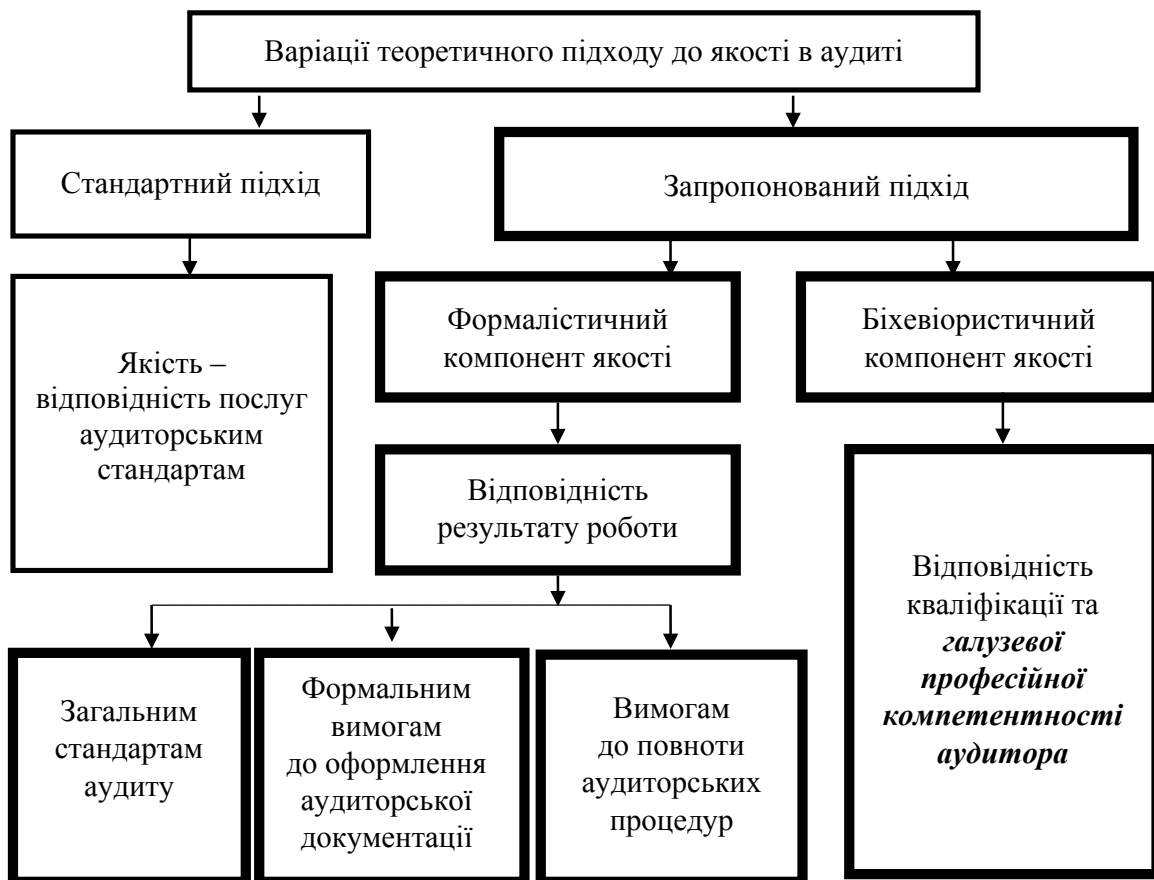 Варіації теоретичного підходу до якості в аудиті
Стандартний підхід
Запропонований підхід
Якість –
відповідність послуг
аудиторським
стандартам
Формалістичний
компонент якості
Біхевіористичний
компонент якості
Відповідність
результату роботи
Загальним
стандартам
аудиту
Формальним
вимогам
до оформлення
аудиторської
документації
Вимогам
до повноти
аудиторських
процедур
Відповідність
кваліфікації та
галузевої
професійної
компетентності
аудитора